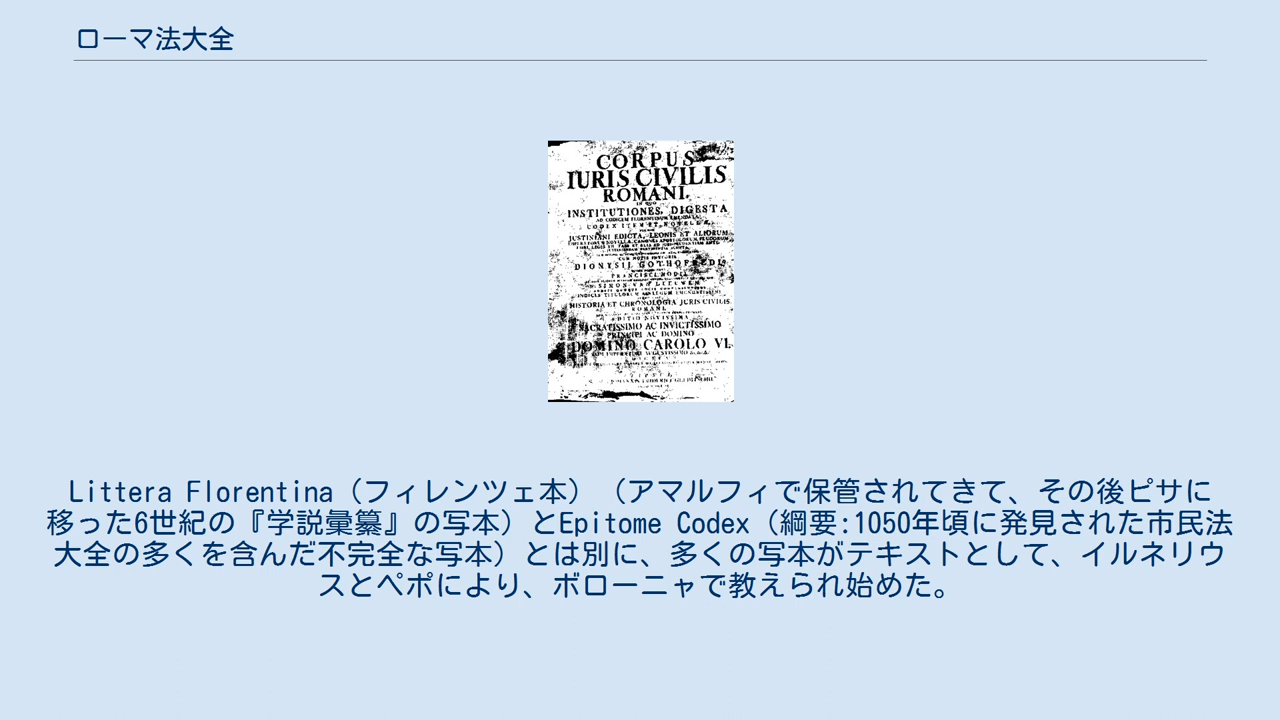 ローマ法大全
CORPUS
IURIS CIVILIS
ROMANI,
INSTITUTIONES, DIGESTA
CODEX ITEM ET NOVELLÆ,
JUSTINIANI EDICTA, LEONIS ET ALIORUM
DIONYSII GOTHOFREDI
FRANCISCI MODII
SIMON VAN LEEUWEN
HISTORIA ET CHRONOLOGIA JURIS CIVILIS
ROMANI.
EDITIO NOVISSIMA
SACRATISSIMO AC INVICTISSIMO
PRINCIPI AC DOMINO
DOMINO CAROLO VI.
Littera Florentina（フィレンツェ本）（アマルフィで保管されてきて、その後ピサに
移った6世紀の『学説彙纂』の写本）とEpitome Codex（綱要:1050年頃に発見された市民法
大全の多くを含んだ不完全な写本）とは別に、多くの写本がテキストとして、イルネリウ
スとペポにより、ボローニャで教えられ始めた。